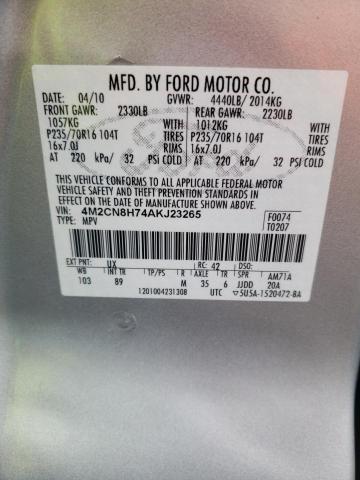 MFD. BY FORD MOTOR CO.
DATE: 04/10 GVWR: 4440LB/ 2014KG
FRONT GAWR: 2330LB REAR GAWR: 2230LB
1057KG WITH 1012KG WITH
P235/70R16 104T TIRES P235/70R16 104T TIRES
16x7.0J RIMS 16x7.0J RIMS
AT 220 kPa/ 32 PSI COLD AT 220 kPa/ 32 PSI COLD
THIS VEHICLE CONFORMS TO ALL APPLICABLE FEDERAL MOTOR
VEHICLE SAFETY AND THEFT PREVENTION STANDARDS IN
EFFECT ON THE DATE OF MANUFACTURE SHOWN ABOVE.
VIN: 4M2CN8H74AKJ23265 F0074
TYPE: MPV T0207
EXT PNT: UX RC: 42 DSO:
WB INT TR TP/PS R AXLE TR SPR AM71A
103 89 M 35 6 JJDD 20A
1201004231308 UTC ▽5U5A-1520472-BA